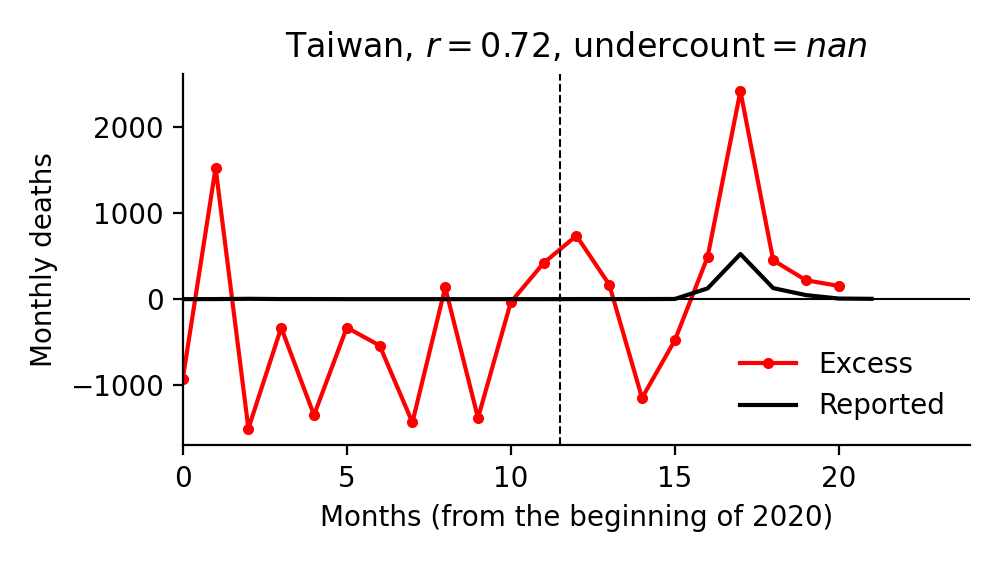 Taiwan, r = 0.72, undercount = nan
Monthly deaths
2000
1000
0
−1000
Excess
Reported
0 5 10 15 20
Months (from the beginning of 2020)